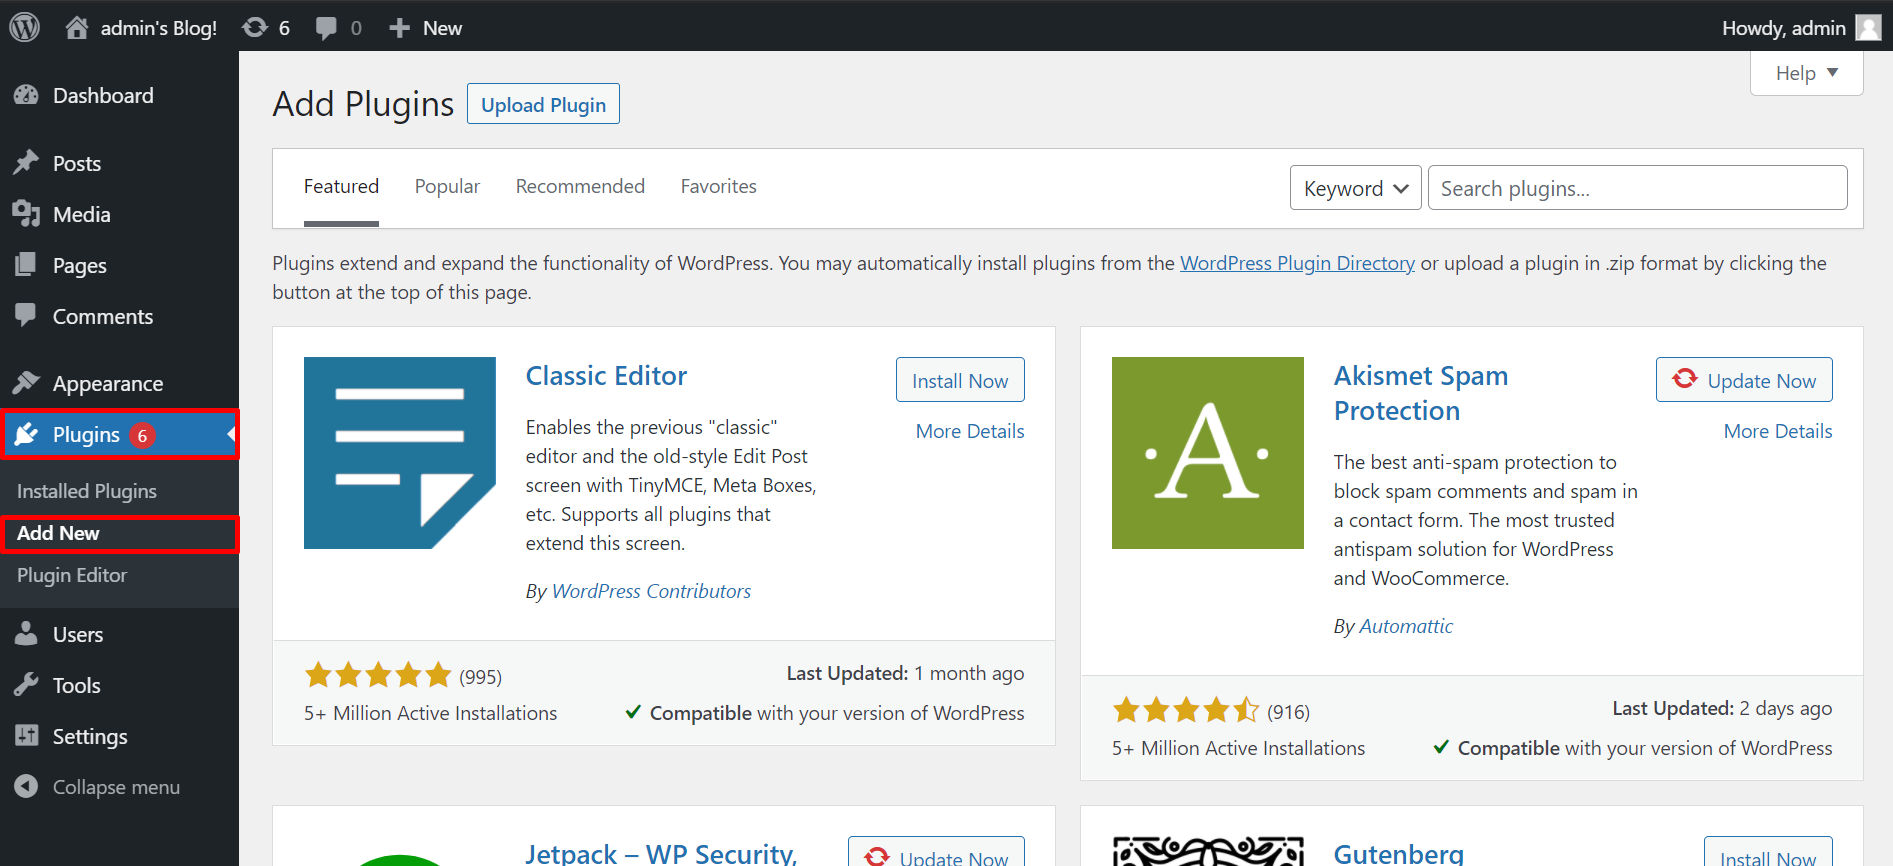 admin's Blog! 6 0 New Howdy, admin
Help
Dashboard
Posts
Media
Pages
Comments
Appearance
Plugins 6
Installed Plugins
Add New
Plugin Editor
Users
Tools
Settings
Collapse menu
Add Plugins Upload Plugin
Featured Popular Recommended Favorites Keyword Search plugins...
Plugins extend and expand the functionality of WordPress. You may automatically install plugins from the WordPress Plugin Directory or upload a plugin in .zip format by clicking the
button at the top of this page.
Classic Editor
Install Now
More Details
Enables the previous "classic"
editor and the old-style Edit Post
screen with TinyMCE, Meta Boxes,
etc. Supports all plugins that
extend this screen.
By WordPress Contributors
(995)
Last Updated: 1 month ago
5+ Million Active Installations
Compatible with your version of WordPress
A
Akismet Spam
Protection
Update Now
More Details
The best anti-spam protection to
block spam comments and spam in
a contact form. The most trusted
antispam solution for WordPress
and WooCommerce.
By Automattic
(916)
Last Updated: 2 days ago
5+ Million Active Installations
Compatible with your version of WordPress
Jetpack – WP Security,
Update Now
Gutenberg
Install Now